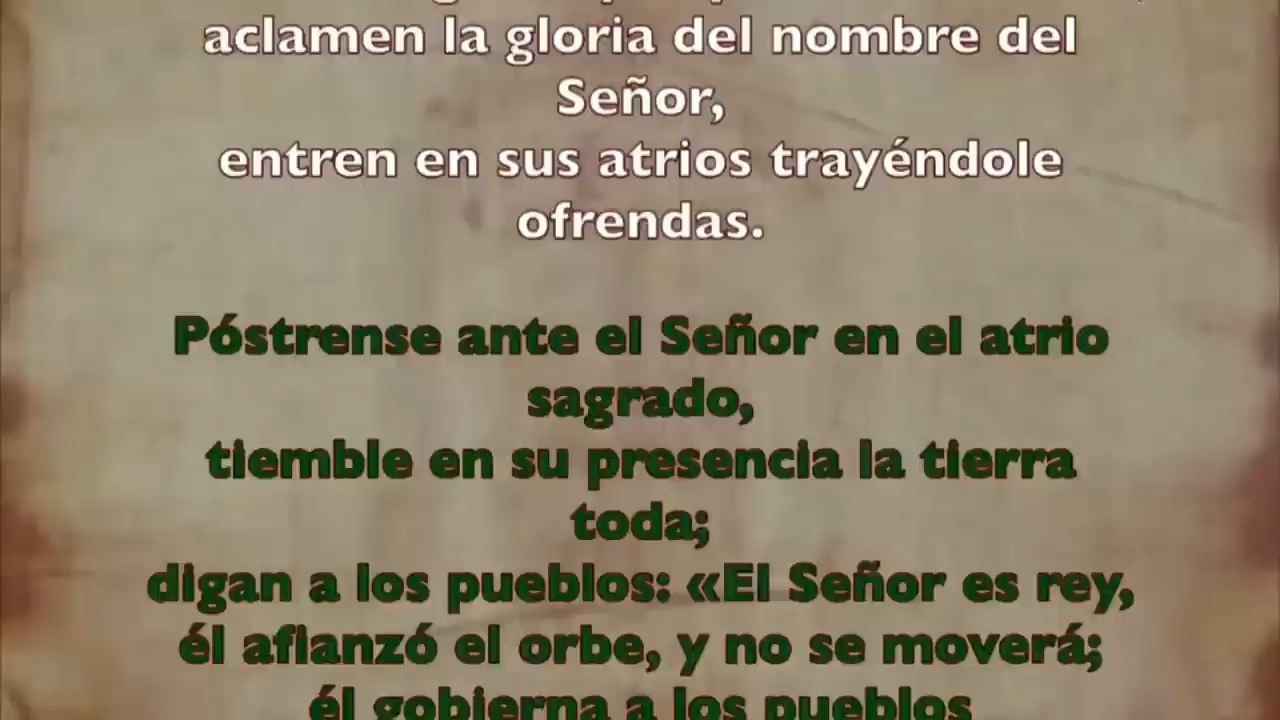 aclamen la gloria del nombre del
Señor,
entren en sus atrios trayéndole
ofrendas.
Póstrense ante el Señor en el atrio
sagrado,
tiemble en su presencia la tierra
toda;
digan a los pueblos: «El Señor es rey,
él afianzó el orbe, y no se moverá;
él gobierna a los pueblos